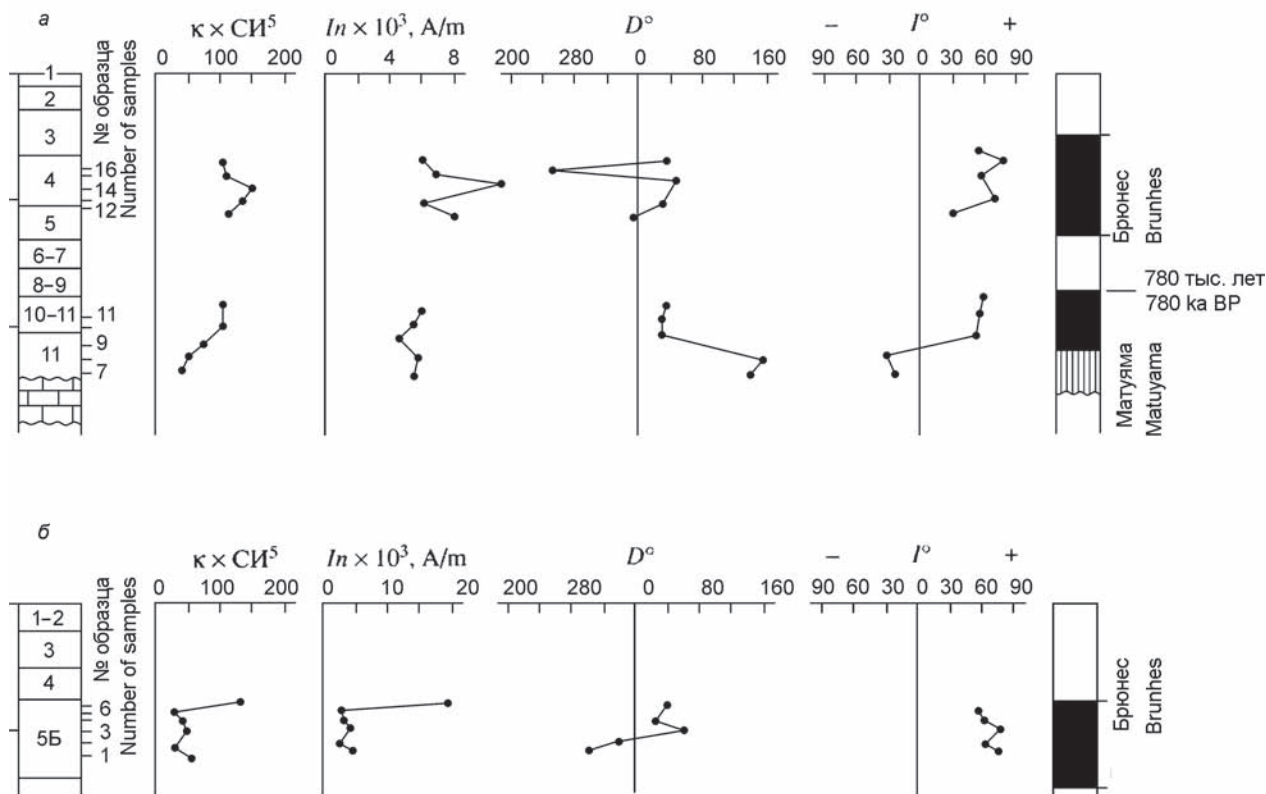 а
κ × СИ⁵
In × 10³, А/m
D°
− I° +
0 100 200
0 4 8
200 280 0 80 160
90 60 30 0 30 60 90
№ образца
Number of samples
1
2
3
4
5
6–7
8–9
10–11
11
16
14
12
11
9
7
Брюнес
Brunhes
780 тыс. лет
780 ka BP
Матуяма
Matuyama
б
κ × СИ⁵
In × 10³, А/m
D°
− I° +
0 100 200
0 10 20
200 280 0 80 160
90 60 30 0 30 60 90
№ образца
Number of samples
1–2
3
4
5Б
6
3
1
Брюнес
Brunhes